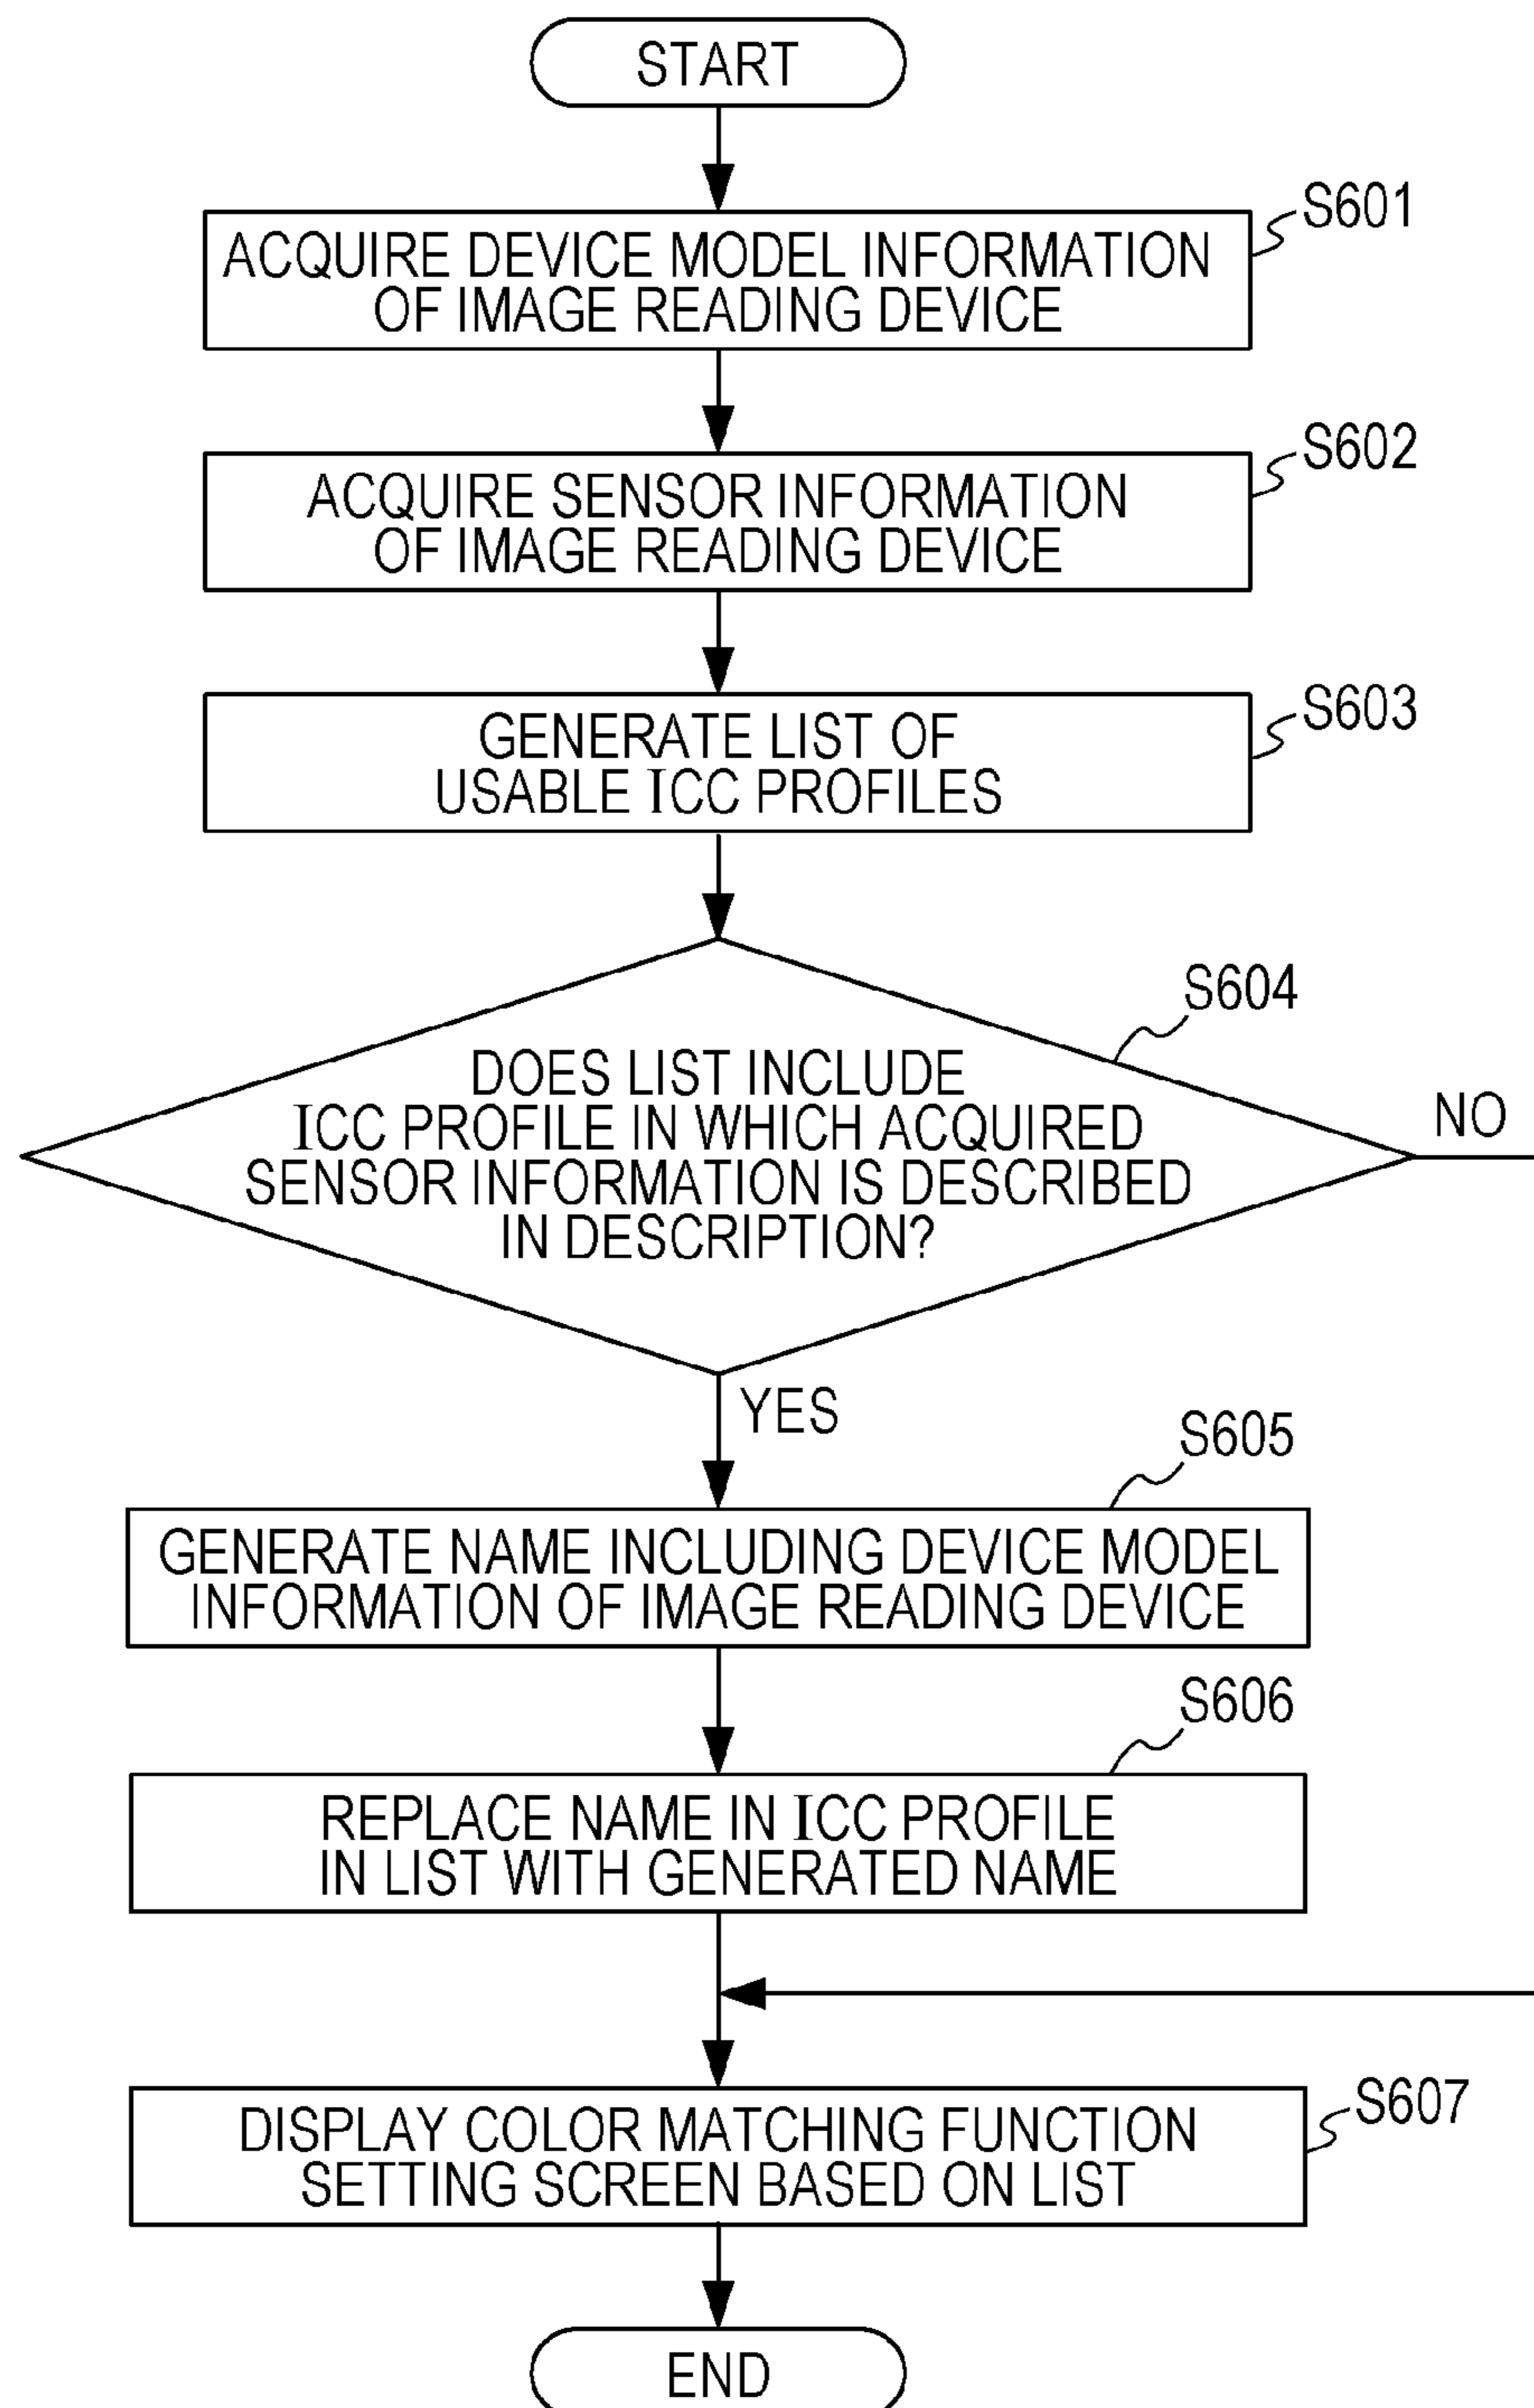 START
S601
ACQUIRE DEVICE MODEL INFORMATION
OF IMAGE READING DEVICE
S602
ACQUIRE SENSOR INFORMATION
OF IMAGE READING DEVICE
S603
GENERATE LIST OF
USABLE ICC PROFILES
S604
DOES LIST INCLUDE
ICC PROFILE IN WHICH ACQUIRED
SENSOR INFORMATION IS DESCRIBED
IN DESCRIPTION?
NO
YES
S605
GENERATE NAME INCLUDING DEVICE MODEL
INFORMATION OF IMAGE READING DEVICE
S606
REPLACE NAME IN ICC PROFILE
IN LIST WITH GENERATED NAME
S607
DISPLAY COLOR MATCHING FUNCTION
SETTING SCREEN BASED ON LIST
END